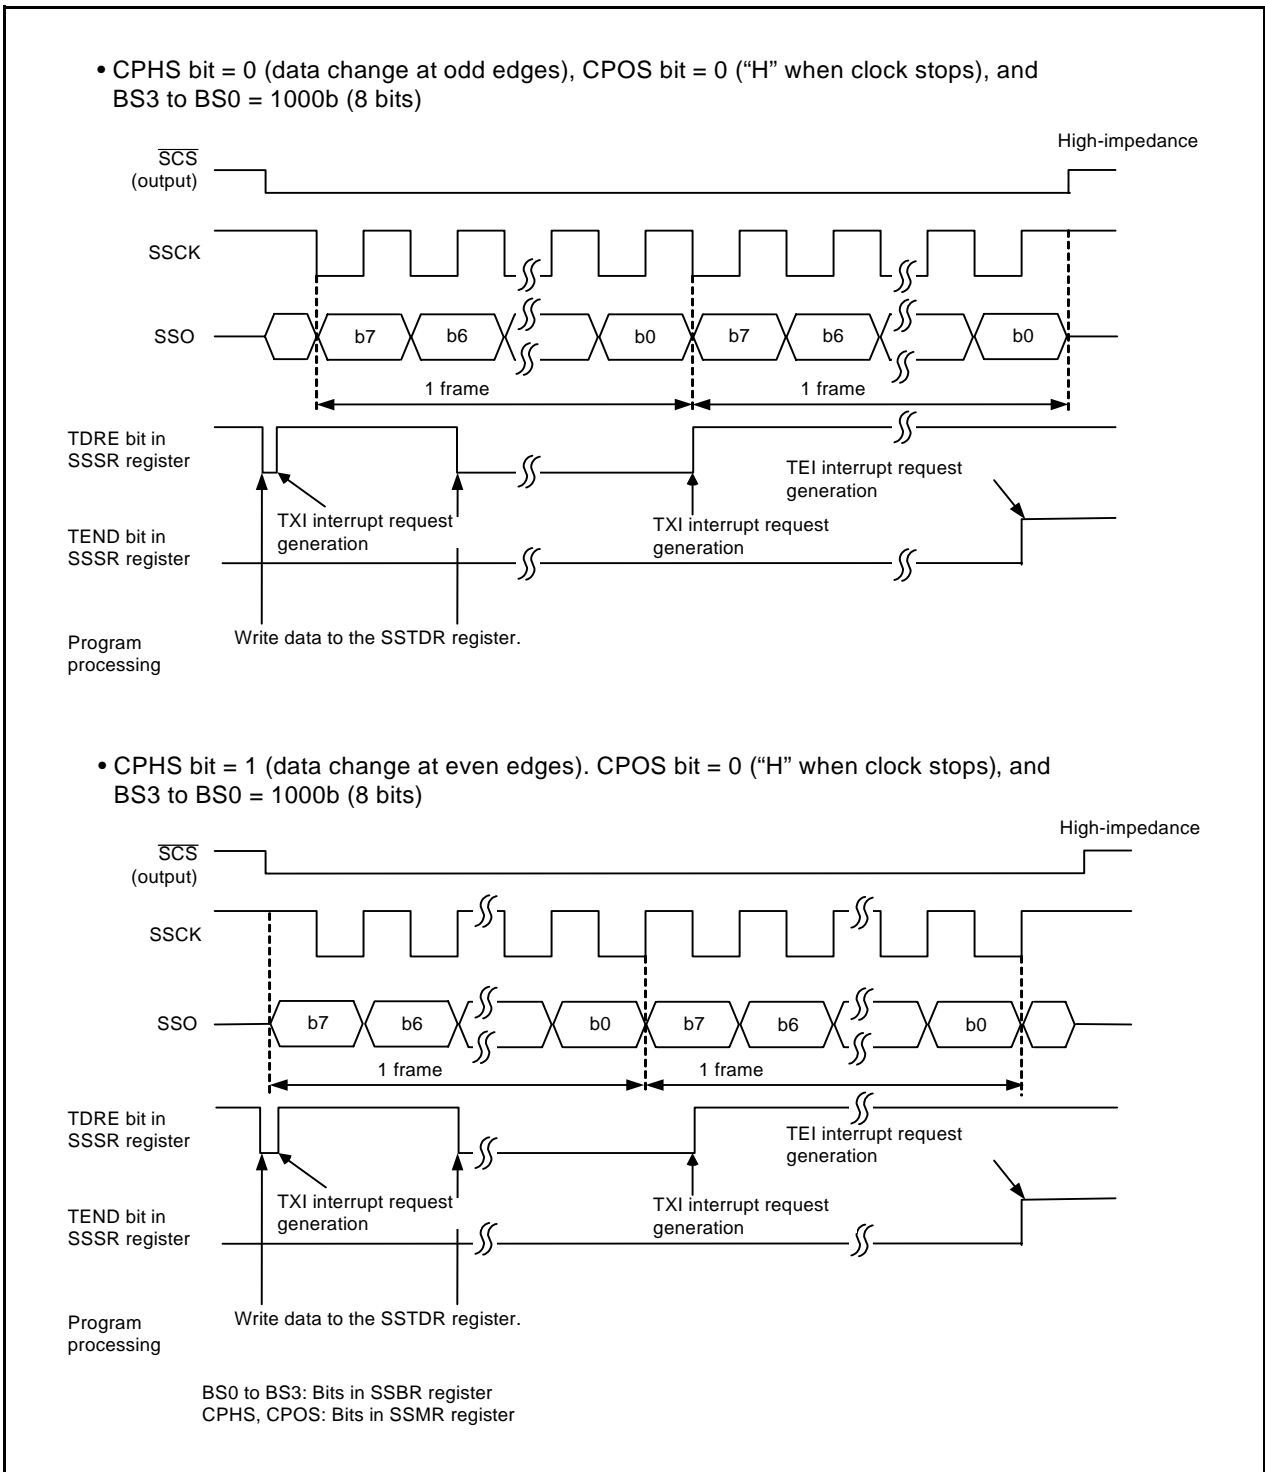 • CPHS bit = 0 (data change at odd edges), CPOS bit = 0 (“H” when clock stops), and
BS3 to BS0 = 1000b (8 bits)
High-impedance
SCS
(output)
SSCK
SSO
b7
b6
b0
b7
b6
b0
1 frame
1 frame
TDRE bit in
SSSR register
TEI interrupt request
generation
TXI interrupt request
generation
TXI interrupt request
generation
TEND bit in
SSSR register
Write data to the SSTDR register.
Program
processing
• CPHS bit = 1 (data change at even edges). CPOS bit = 0 (“H” when clock stops), and
BS3 to BS0 = 1000b (8 bits)
High-impedance
SCS
(output)
SSCK
SSO
b7
b6
b0
b7
b6
b0
1 frame
1 frame
TDRE bit in
SSSR register
TEI interrupt request
generation
TXI interrupt request
generation
TXI interrupt request
generation
TEND bit in
SSSR register
Write data to the SSTDR register.
Program
processing
BS0 to BS3: Bits in SSBR register
CPHS, CPOS: Bits in SSMR register